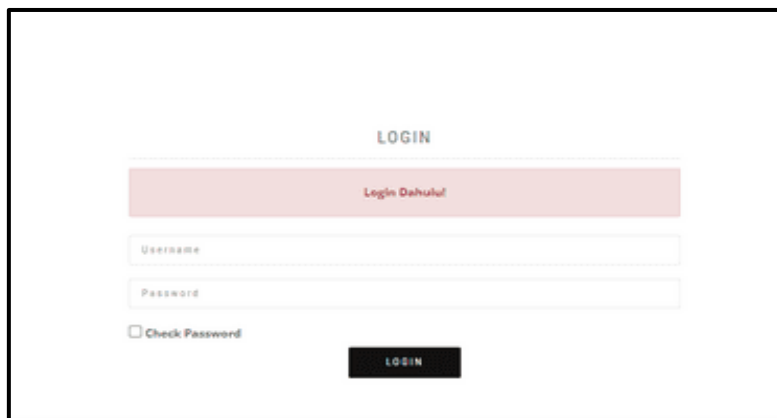 LOGIN
Login Dahulu!
Username
Password
Check Password
LOGIN